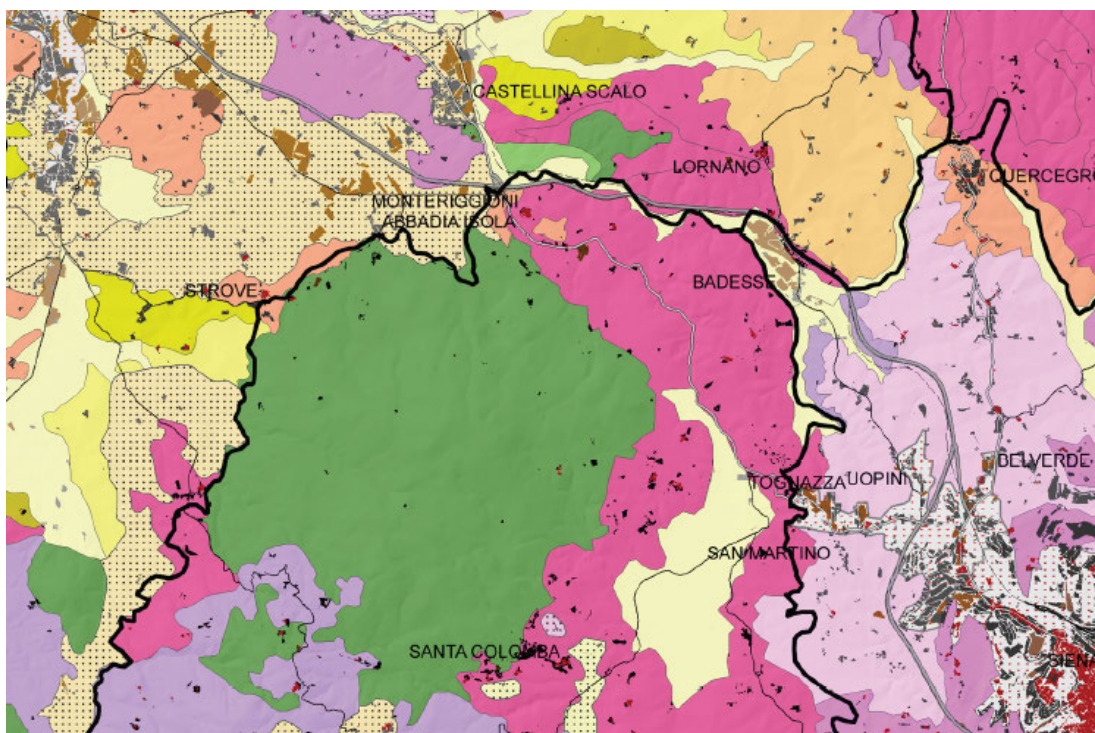 CASTELLINA SCALO
LORNANO
QUERCEGRO
MONTERIGGIONI
ABBADIA ISOLA
STROVE
BADESSE
BELVERDE
TOGNAZZA
UOPINI
SAN MARTINO
SANTA COLOMBA
SIENA